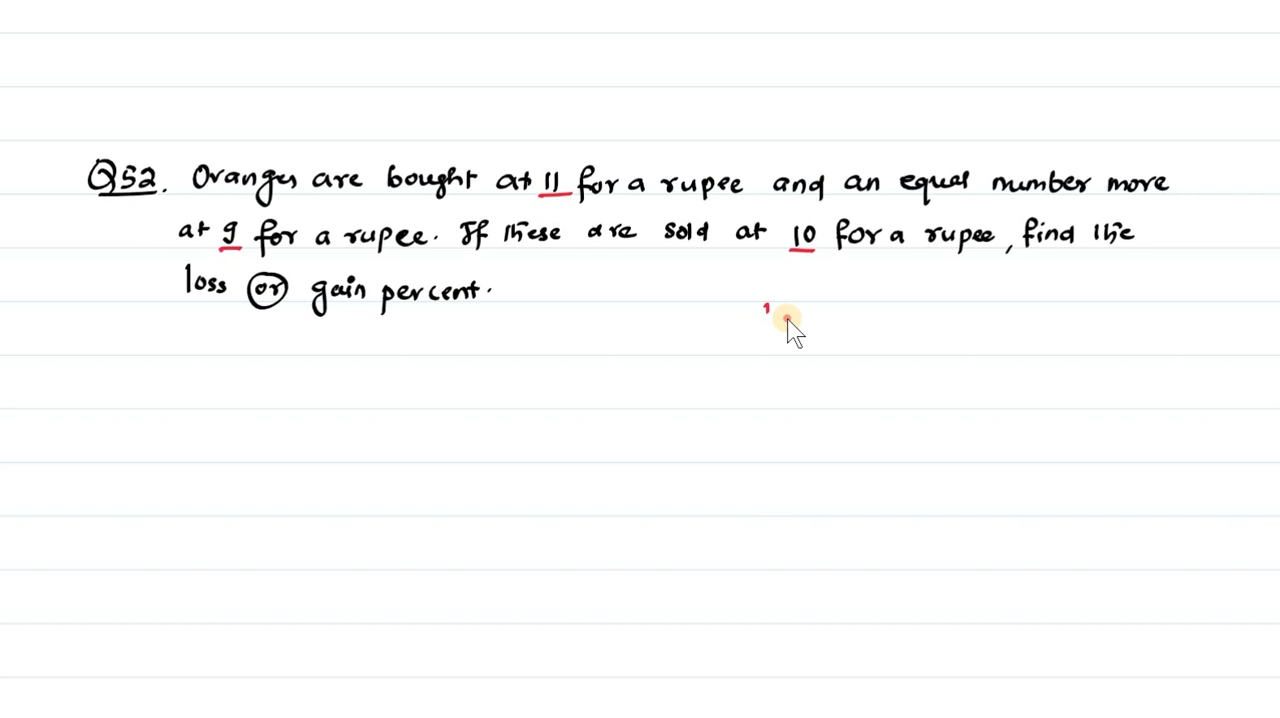 Q52. Oranges are bought at 11 for a rupee and an equal number more
at 9 for a rupee. If these are sold at 10 for a rupee, find the
loss or gain percent.